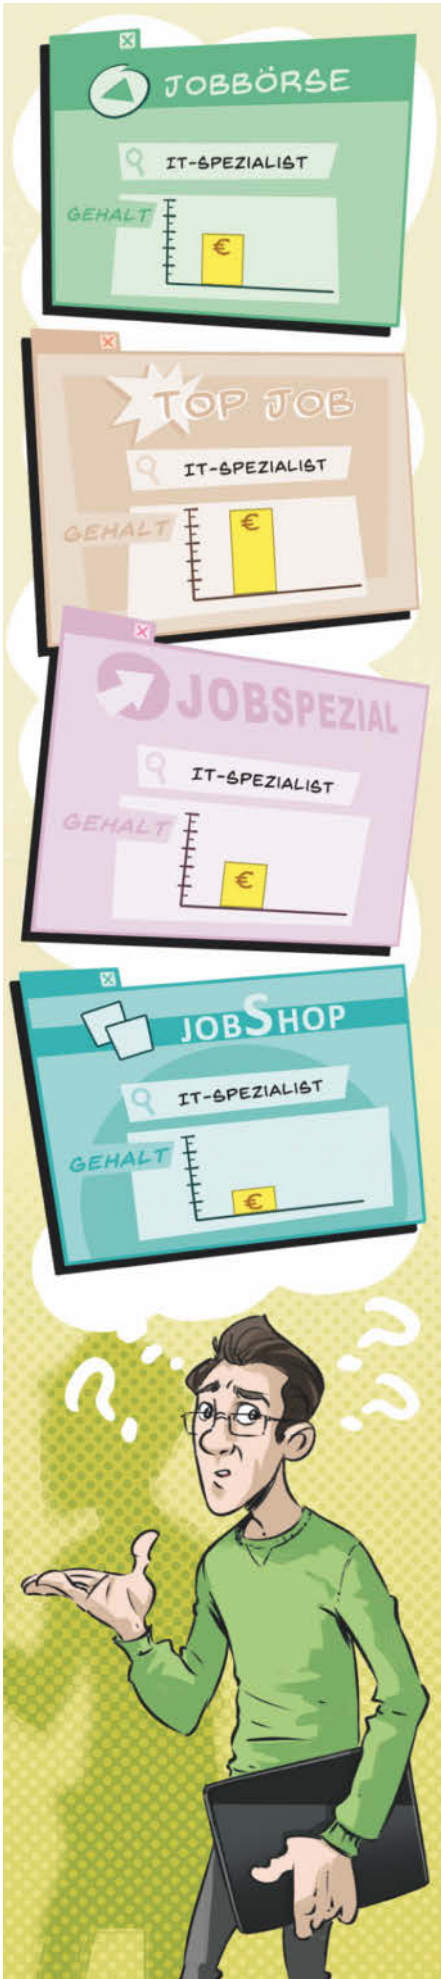 JOBBÖRSE
IT-SPEZIALIST
GEHALT
€
TOP JOB
IT-SPEZIALIST
GEHALT
€
JOBSPEZIAL
IT-SPEZIALIST
GEHALT
€
JOBSHOP
IT-SPEZIALIST
GEHALT
€
? ? ?